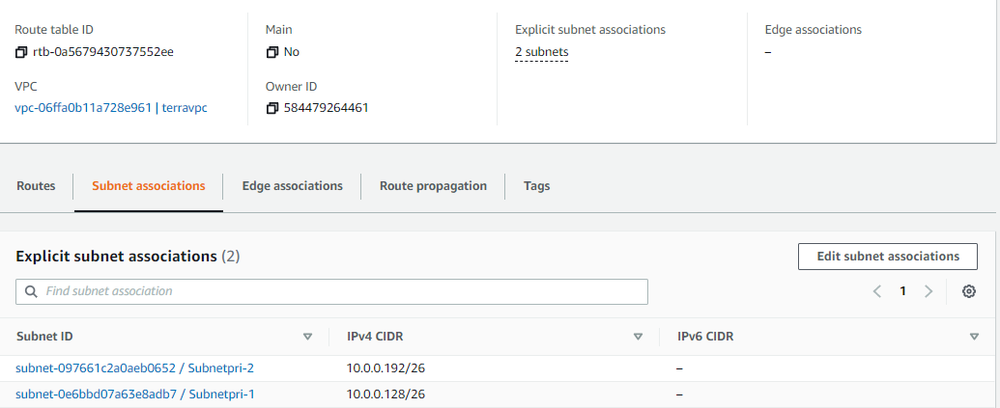 Route table ID
rtb-0a5679430737552ee
Main
No
Explicit subnet associations
2 subnets
Edge associations
–
VPC
vpc-06ffa0b11a728e961 | terravpc
Owner ID
584479264461
Routes
Subnet associations
Edge associations
Route propagation
Tags
Explicit subnet associations (2)
Edit subnet associations
Find subnet association
1
Subnet ID
IPv4 CIDR
IPv6 CIDR
subnet-097661c2a0aeb0652 / Subnetpri-2
10.0.0.192/26
–
subnet-0e6bbd07a63e8adb7 / Subnetpri-1
10.0.0.128/26
–